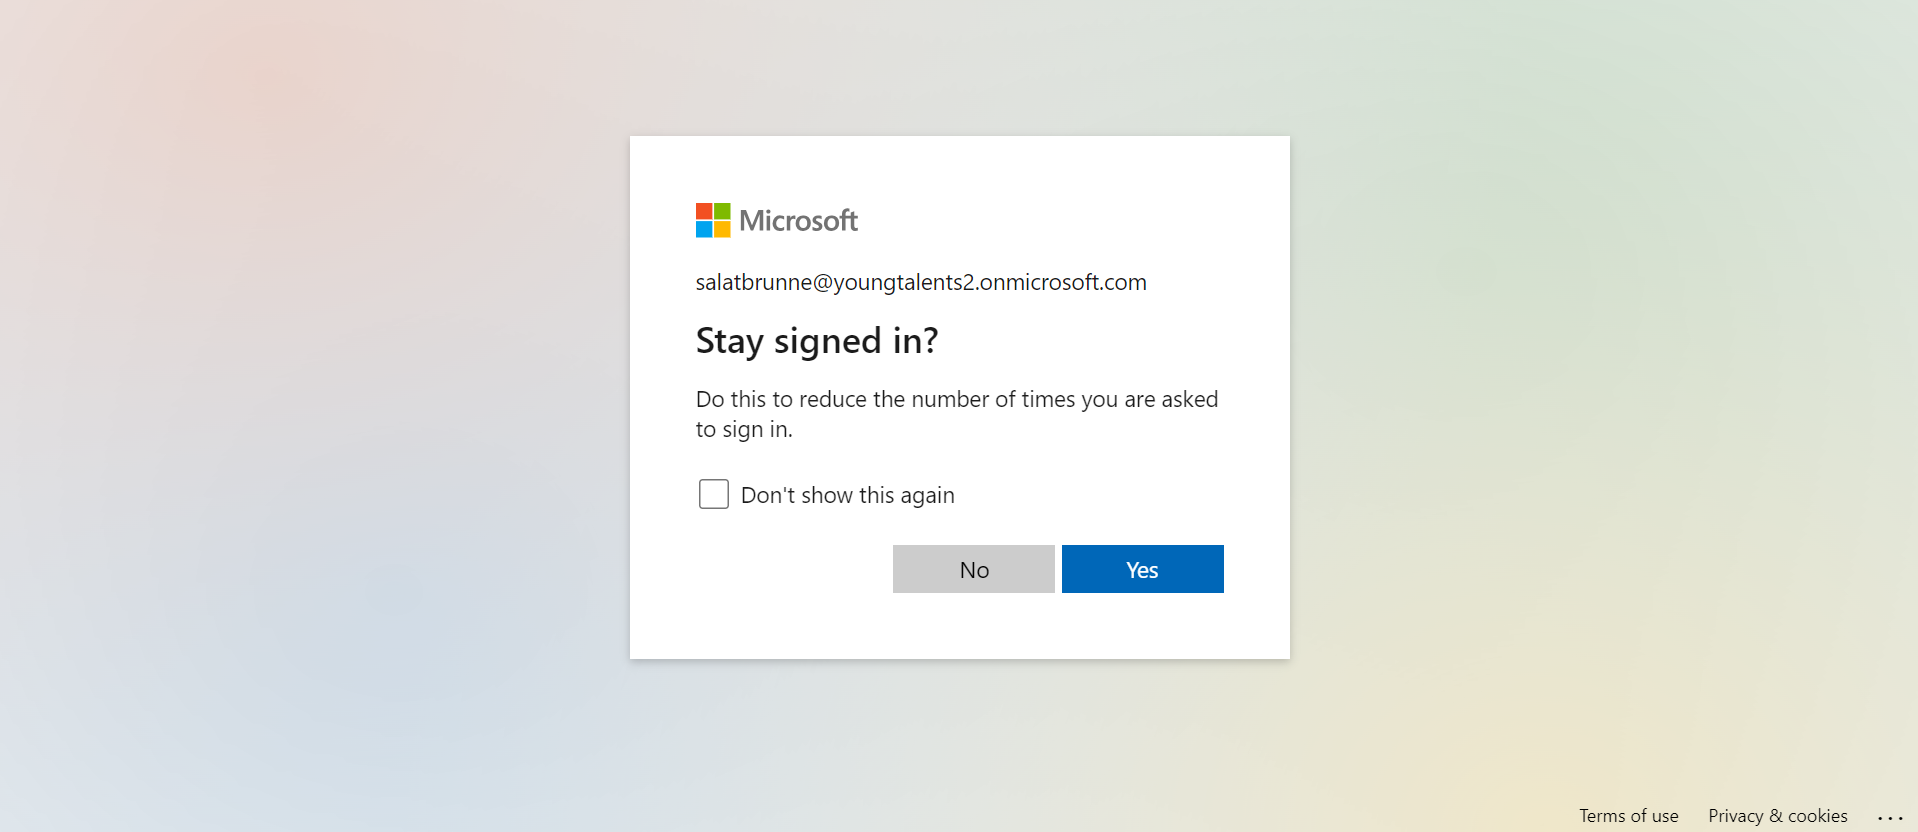 Microsoft
salatbrunne@youngtalents2.onmicrosoft.com
Stay signed in?
Do this to reduce the number of times you are asked
to sign in.
Don't show this again
No Yes
Terms of use Privacy & cookies ...